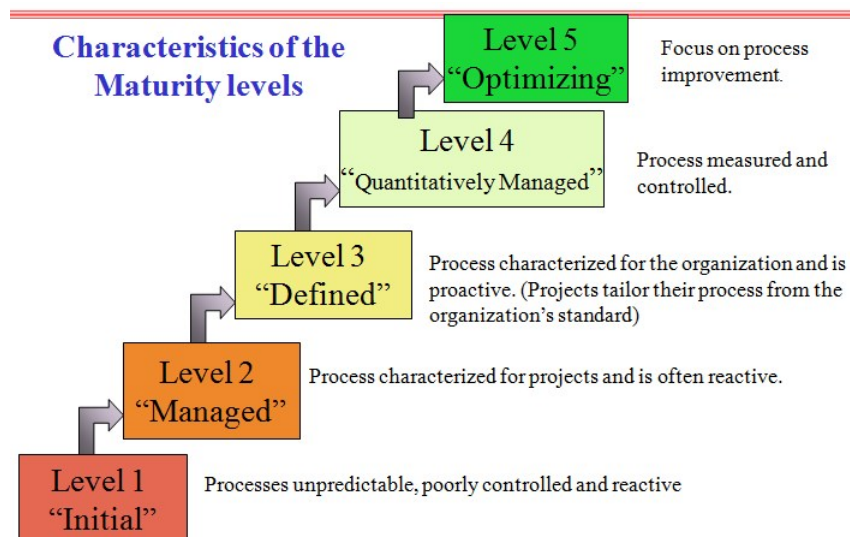 Characteristics of the
Maturity levels
Level 5
“Optimizing”
Focus on process
improvement.
Level 4
“Quantitatively Managed”
Process measured and
controlled.
Level 3
“Defined”
Process characterized for the organization and is
proactive. (Projects tailor their process from the
organization’s standard)
Level 2
“Managed”
Process characterized for projects and is often reactive.
Level 1
“Initial”
Processes unpredictable, poorly controlled and reactive